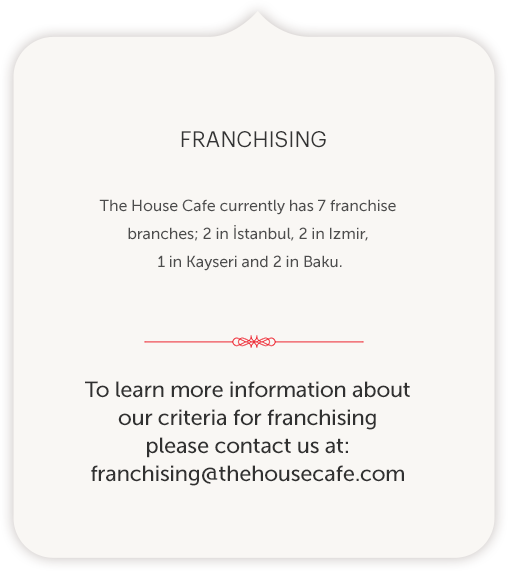 FRANCHISING
The House Cafe currently has 7 franchise
branches; 2 in İstanbul, 2 in Izmir,
1 in Kayseri and 2 in Baku.
To learn more information about
our criteria for franchising
please contact us at:
franchising@thehousecafe.com